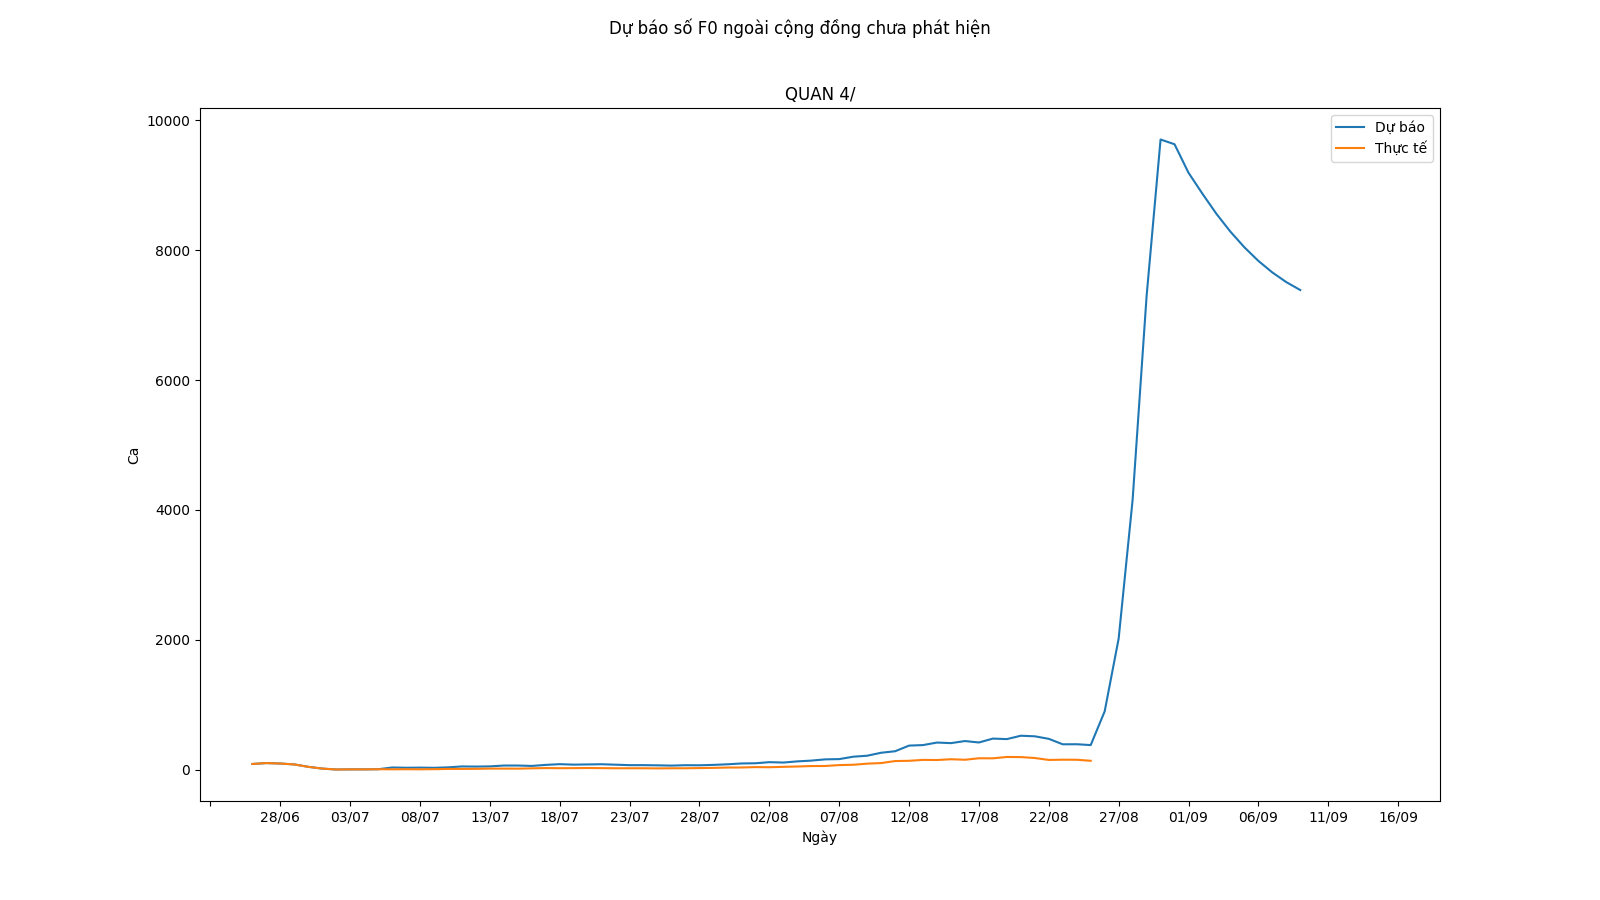 Dự báo số F0 ngoài cộng đồng chưa phát hiện
QUAN 4/
10000
8000
6000
4000
2000
0
Ca
Dự báo
Thực tế
28/06 03/07 08/07 13/07 18/07 23/07 28/07 02/08 07/08 12/08 17/08 22/08 27/08 01/09 06/09 11/09 16/09
Ngày